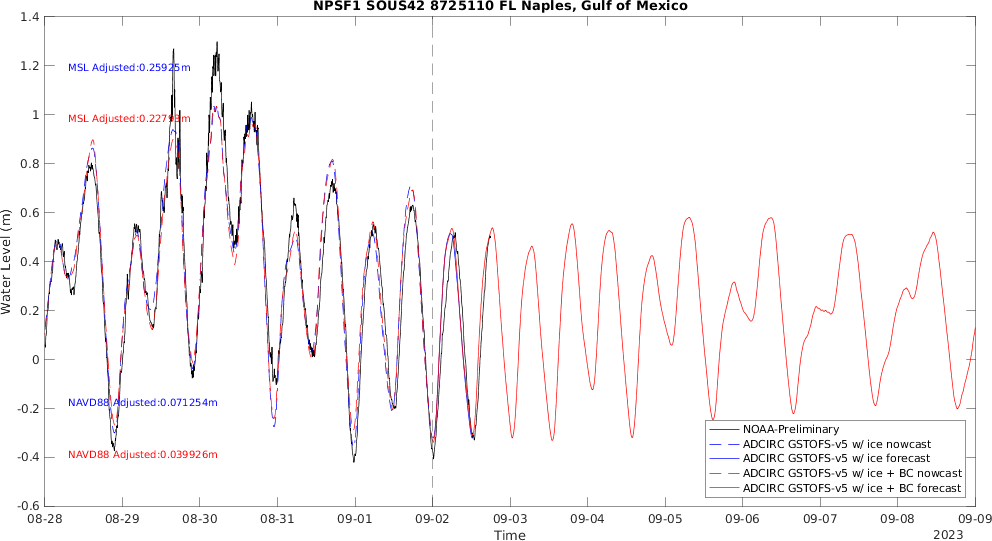 NPSF1 SOUS42 8725110 FL Naples, Gulf of Mexico
1.4
1.2
1
0.8
0.6
0.4
0.2
0
-0.2
-0.4
-0.6
Water Level (m)
MSL Adjusted:0.25925m
MSL Adjusted:0.22793m
NAVD88 Adjusted:0.071254m
NAVD88 Adjusted:0.039926m
NOAA-Preliminary
ADCIRC GSTOFS-v5 w/ ice nowcast
ADCIRC GSTOFS-v5 w/ ice forecast
ADCIRC GSTOFS-v5 w/ ice + BC nowcast
ADCIRC GSTOFS-v5 w/ ice + BC forecast
08-28 08-29 08-30 08-31 09-01 09-02 09-03 09-04 09-05 09-06 09-07 09-08 09-09
Time
2023